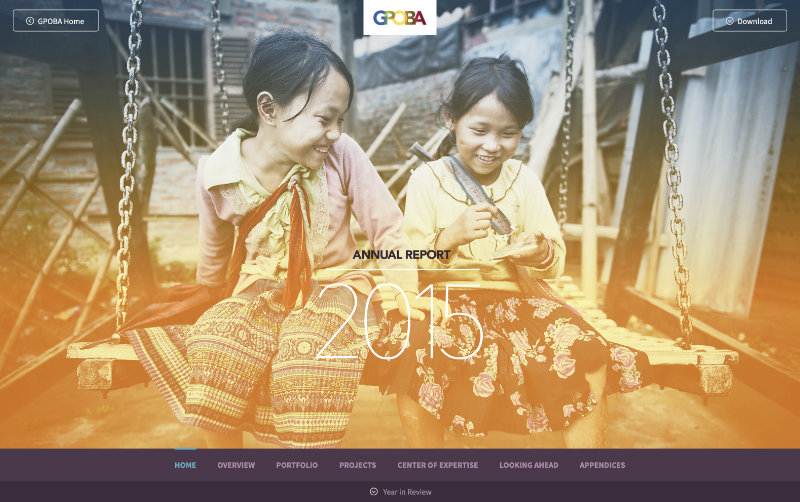 GPOBA Home
GPOBA
Download
ANNUAL REPORT
2015
HOME OVERVIEW PORTFOLIO PROJECTS CENTER OF EXPERTISE LOOKING AHEAD APPENDICES
Year in Review